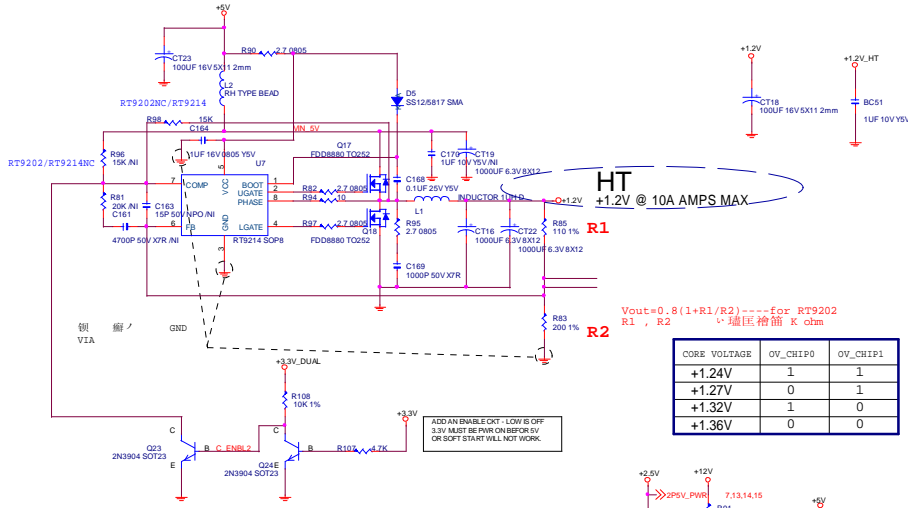 +5V
R90 2.7 0805
CT23
100UF 16V 5X11 2mm
L2
RH TYPE BEAD
D5
SS12/5817 SMA
+1.2V
+1.2V_HT
CT18
100UF 16V 5X11 2mm
BC51
1UF 10V Y5V
RT9202NC/RT9214
R98 15K
C164
VIN_5V
1UF 16V 0805 Y5V
RT9202/RT9214NC
R96
15K /NI
U7
Q17
FDD8880 TO252
C170
1UF 10V Y5V/NI
CT19
1000UF 6.3V 8X12
7 COMP
5 VCC
BOOT 1
UGATE 2
PHASE 8
LGATE 4
6 FB
GND 3
RT9214 SOP8
R82 2.7 0805
R94 10
R97 2.7 0805
FDD8880 TO252
Q18
C168
0.1UF 25V Y5V
INDUCTOR 1UH D
L1
R95
2.7 0805
C169
1000P 50V X7R
R81
20K /NI
C161
4700P 50V X7R /NI
C163
15P 50V NPO /NI
HT
+1.2V @ 10A AMPS MAX
+1.2V
R85
110 1%
R1
CT16
1000UF 6.3V 8X12
CT22
1000UF 6.3V 8X12
R83
200 1%
R2
Vout=0.8(1+R1/R2)----for RT9202
R1 , R2 K ohm
GND
VIA
CORE VOLTAGE OV_CHIP0 OV_CHIP1
+1.24V 1 1
+1.27V 0 1
+1.32V 1 0
+1.36V 0 0
+3.3V_DUAL
R108
10K 1%
+3.3V
ADD AN ENABLE CKT - LOW IS OFF
3.3V MUST BE PWR ON BEFOR 5V
OR SOFT START WILL NOT WORK.
C
Q23
2N3904 SOT23
E
B C_ENBL2
C
Q24
2N3904 SOT23
E
B
R107 4.7K
+2.5V
+12V
2P5V_PWR 7,13,14,15
R91
+5V